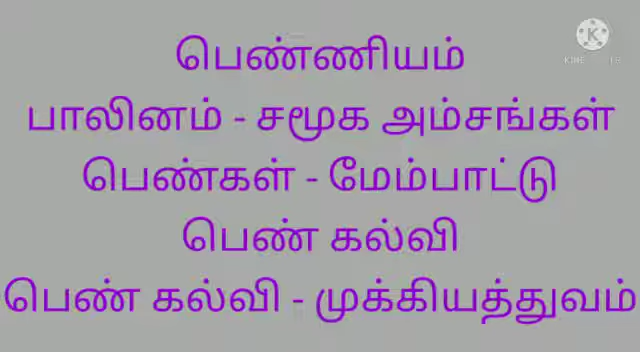 பெண்ணியம்
பாலினம் - சமூக அம்சங்கள்
பெண்கள் - மேம்பாட்டு
பெண் கல்வி
பெண் கல்வி - முக்கியத்துவம்